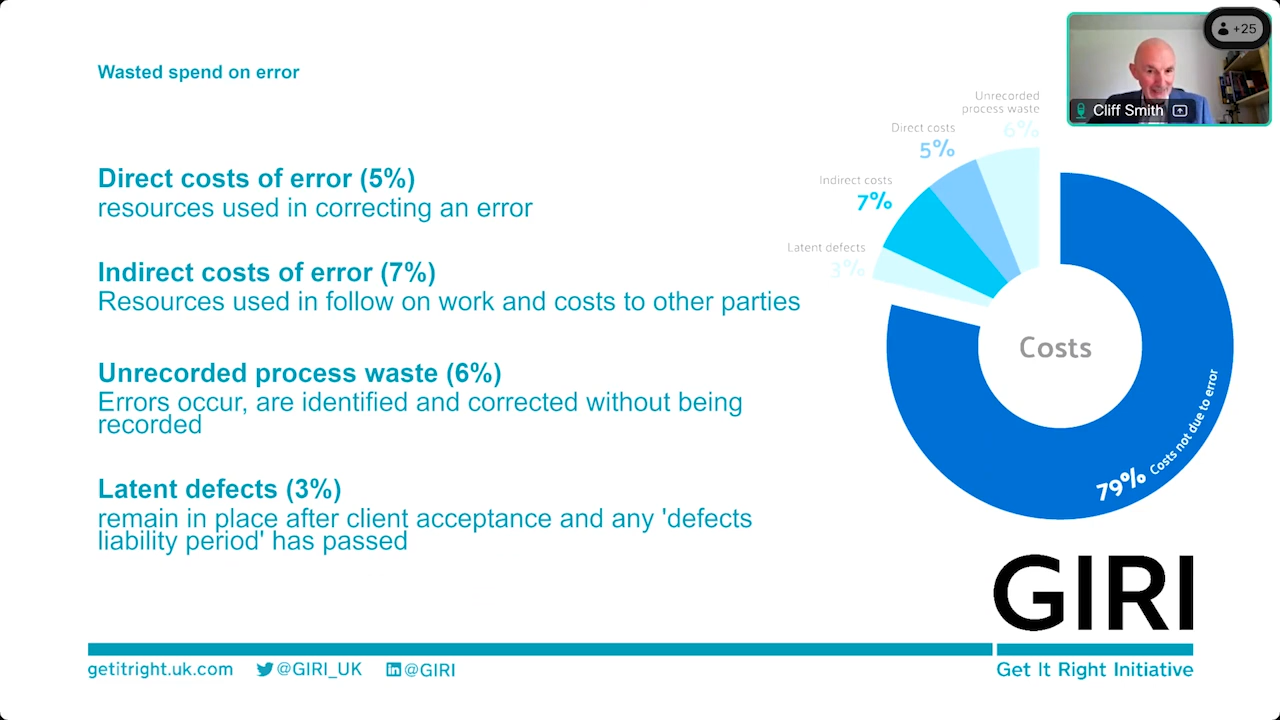 Wasted spend on error
Direct costs of error (5%)
resources used in correcting an error
Indirect costs of error (7%)
Resources used in follow on work and costs to other parties
Unrecorded process waste (6%)
Errors occur, are identified and corrected without being
recorded
Latent defects (3%)
remain in place after client acceptance and any 'defects
liability period' has passed
+25
Cliff Smith
Unrecorded
process waste
6%
Direct costs
5%
Indirect costs
7%
Latent defects
3%
Costs
79% Costs not due to error
GIRI
Get It Right Initiative
getitright.uk.com
@GIRI_UK
in @GIRI